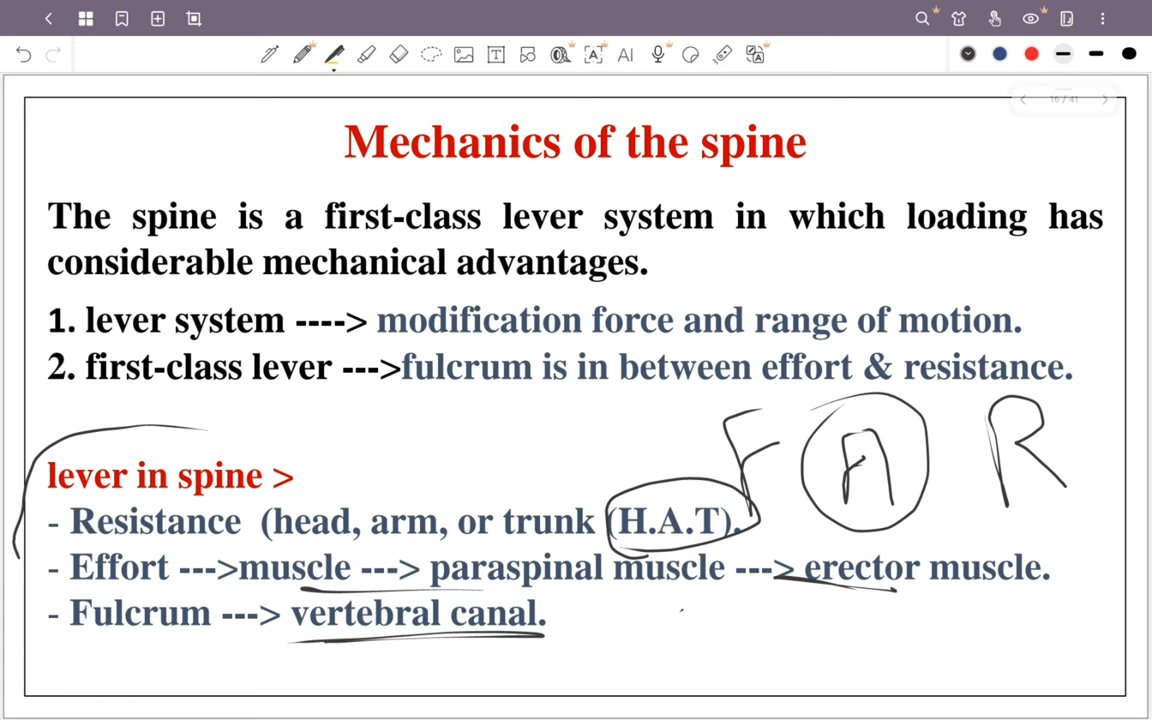 16 / 41
Mechanics of the spine
The spine is a first-class lever system in which loading has
considerable mechanical advantages.
1. lever system ----> modification force and range of motion.
2. first-class lever --->fulcrum is in between effort & resistance.
F A R
lever in spine >
- Resistance (head, arm, or trunk (H.A.T).
- Effort --->muscle ---> paraspinal muscle ---> erector muscle.
- Fulcrum ---> vertebral canal.